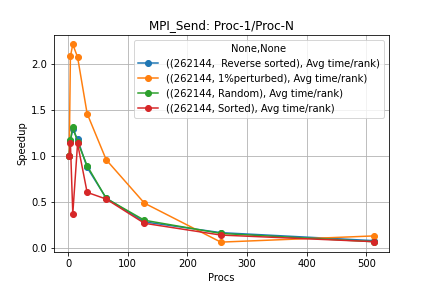 MPI_Send: Proc-1/Proc-N
None,None
((262144,  Reverse sorted), Avg time/rank)
((262144, 1%perturbed), Avg time/rank)
((262144, Random), Avg time/rank)
((262144, Sorted), Avg time/rank)
Speedup
2.0
1.5
1.0
0.5
0.0
0 100 200 300 400 500
Procs